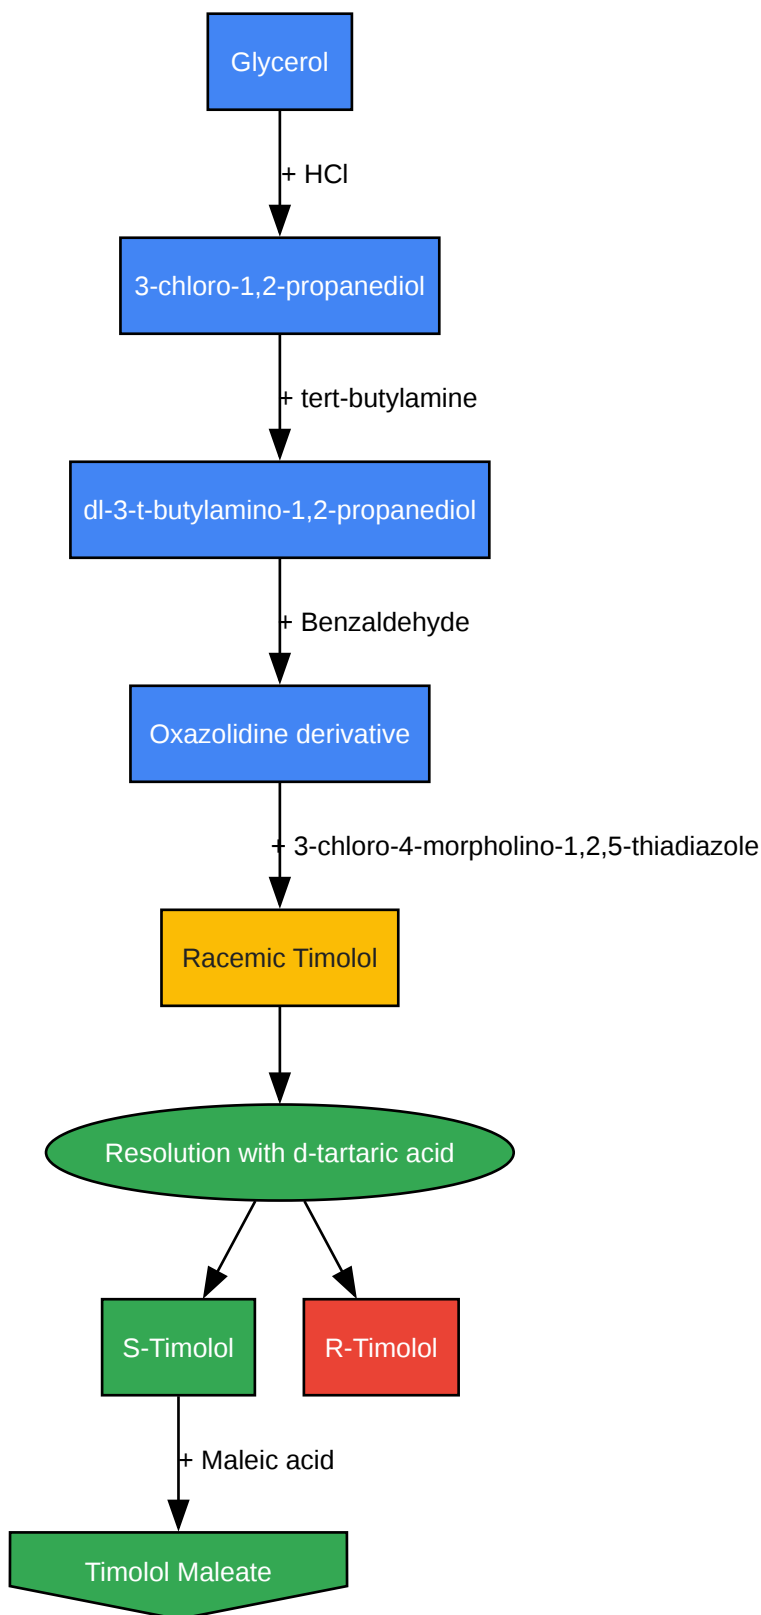 Glycerol
+ HCl
3-chloro-1,2-propanediol
+ tert-butylamine
dl-3-t-butylamino-1,2-propanediol
+ Benzaldehyde
Oxazolidine derivative
+ 3-chloro-4-morpholino-1,2,5-thiadiazole
Racemic Timolol
Resolution with d-tartaric acid
S-Timolol
R-Timolol
+ Maleic acid
Timolol Maleate